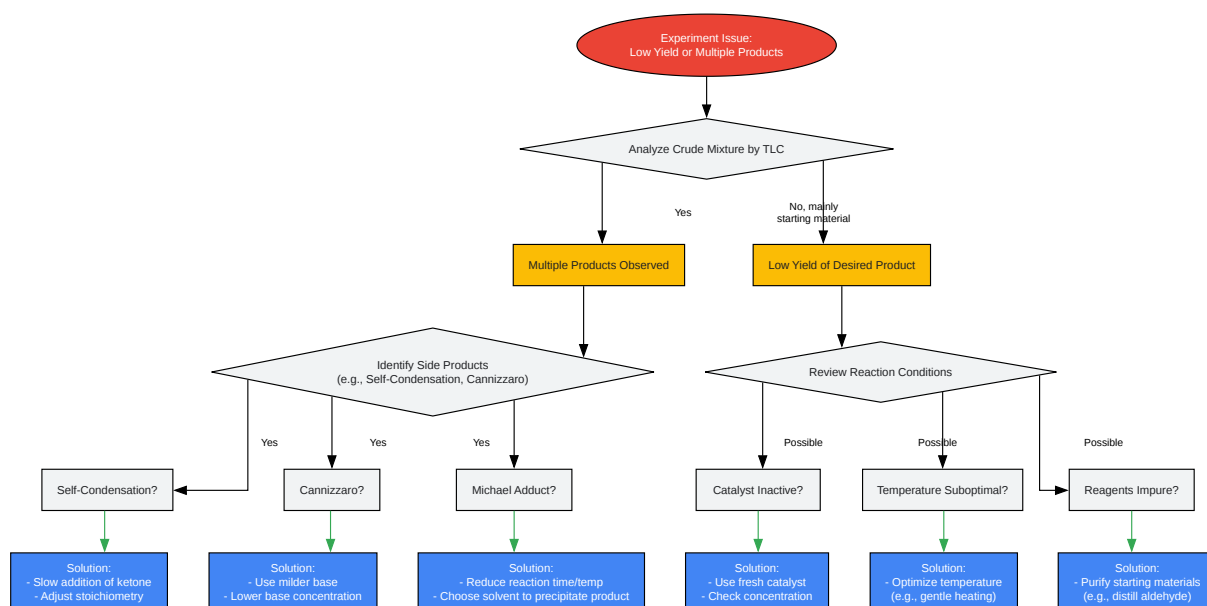 Experiment Issue:
Low Yield or Multiple Products
Analyze Crude Mixture by TLC
Yes
No, mainly
starting material
Multiple Products Observed
Low Yield of Desired Product
Identify Side Products
(e.g., Self-Condensation, Cannizzaro)
Review Reaction Conditions
Yes
Yes
Yes
Possible
Possible
Possible
Self-Condensation?
Cannizzaro?
Michael Adduct?
Catalyst Inactive?
Temperature Suboptimal?
Reagents Impure?
Solution:
- Slow addition of ketone
- Adjust stoichiometry
Solution:
- Use milder base
- Lower base concentration
Solution:
- Reduce reaction time/temp
- Choose solvent to precipitate product
Solution:
- Use fresh catalyst
- Check concentration
Solution:
- Optimize temperature
(e.g., gentle heating)
Solution:
- Purify starting materials
(e.g., distill aldehyde)